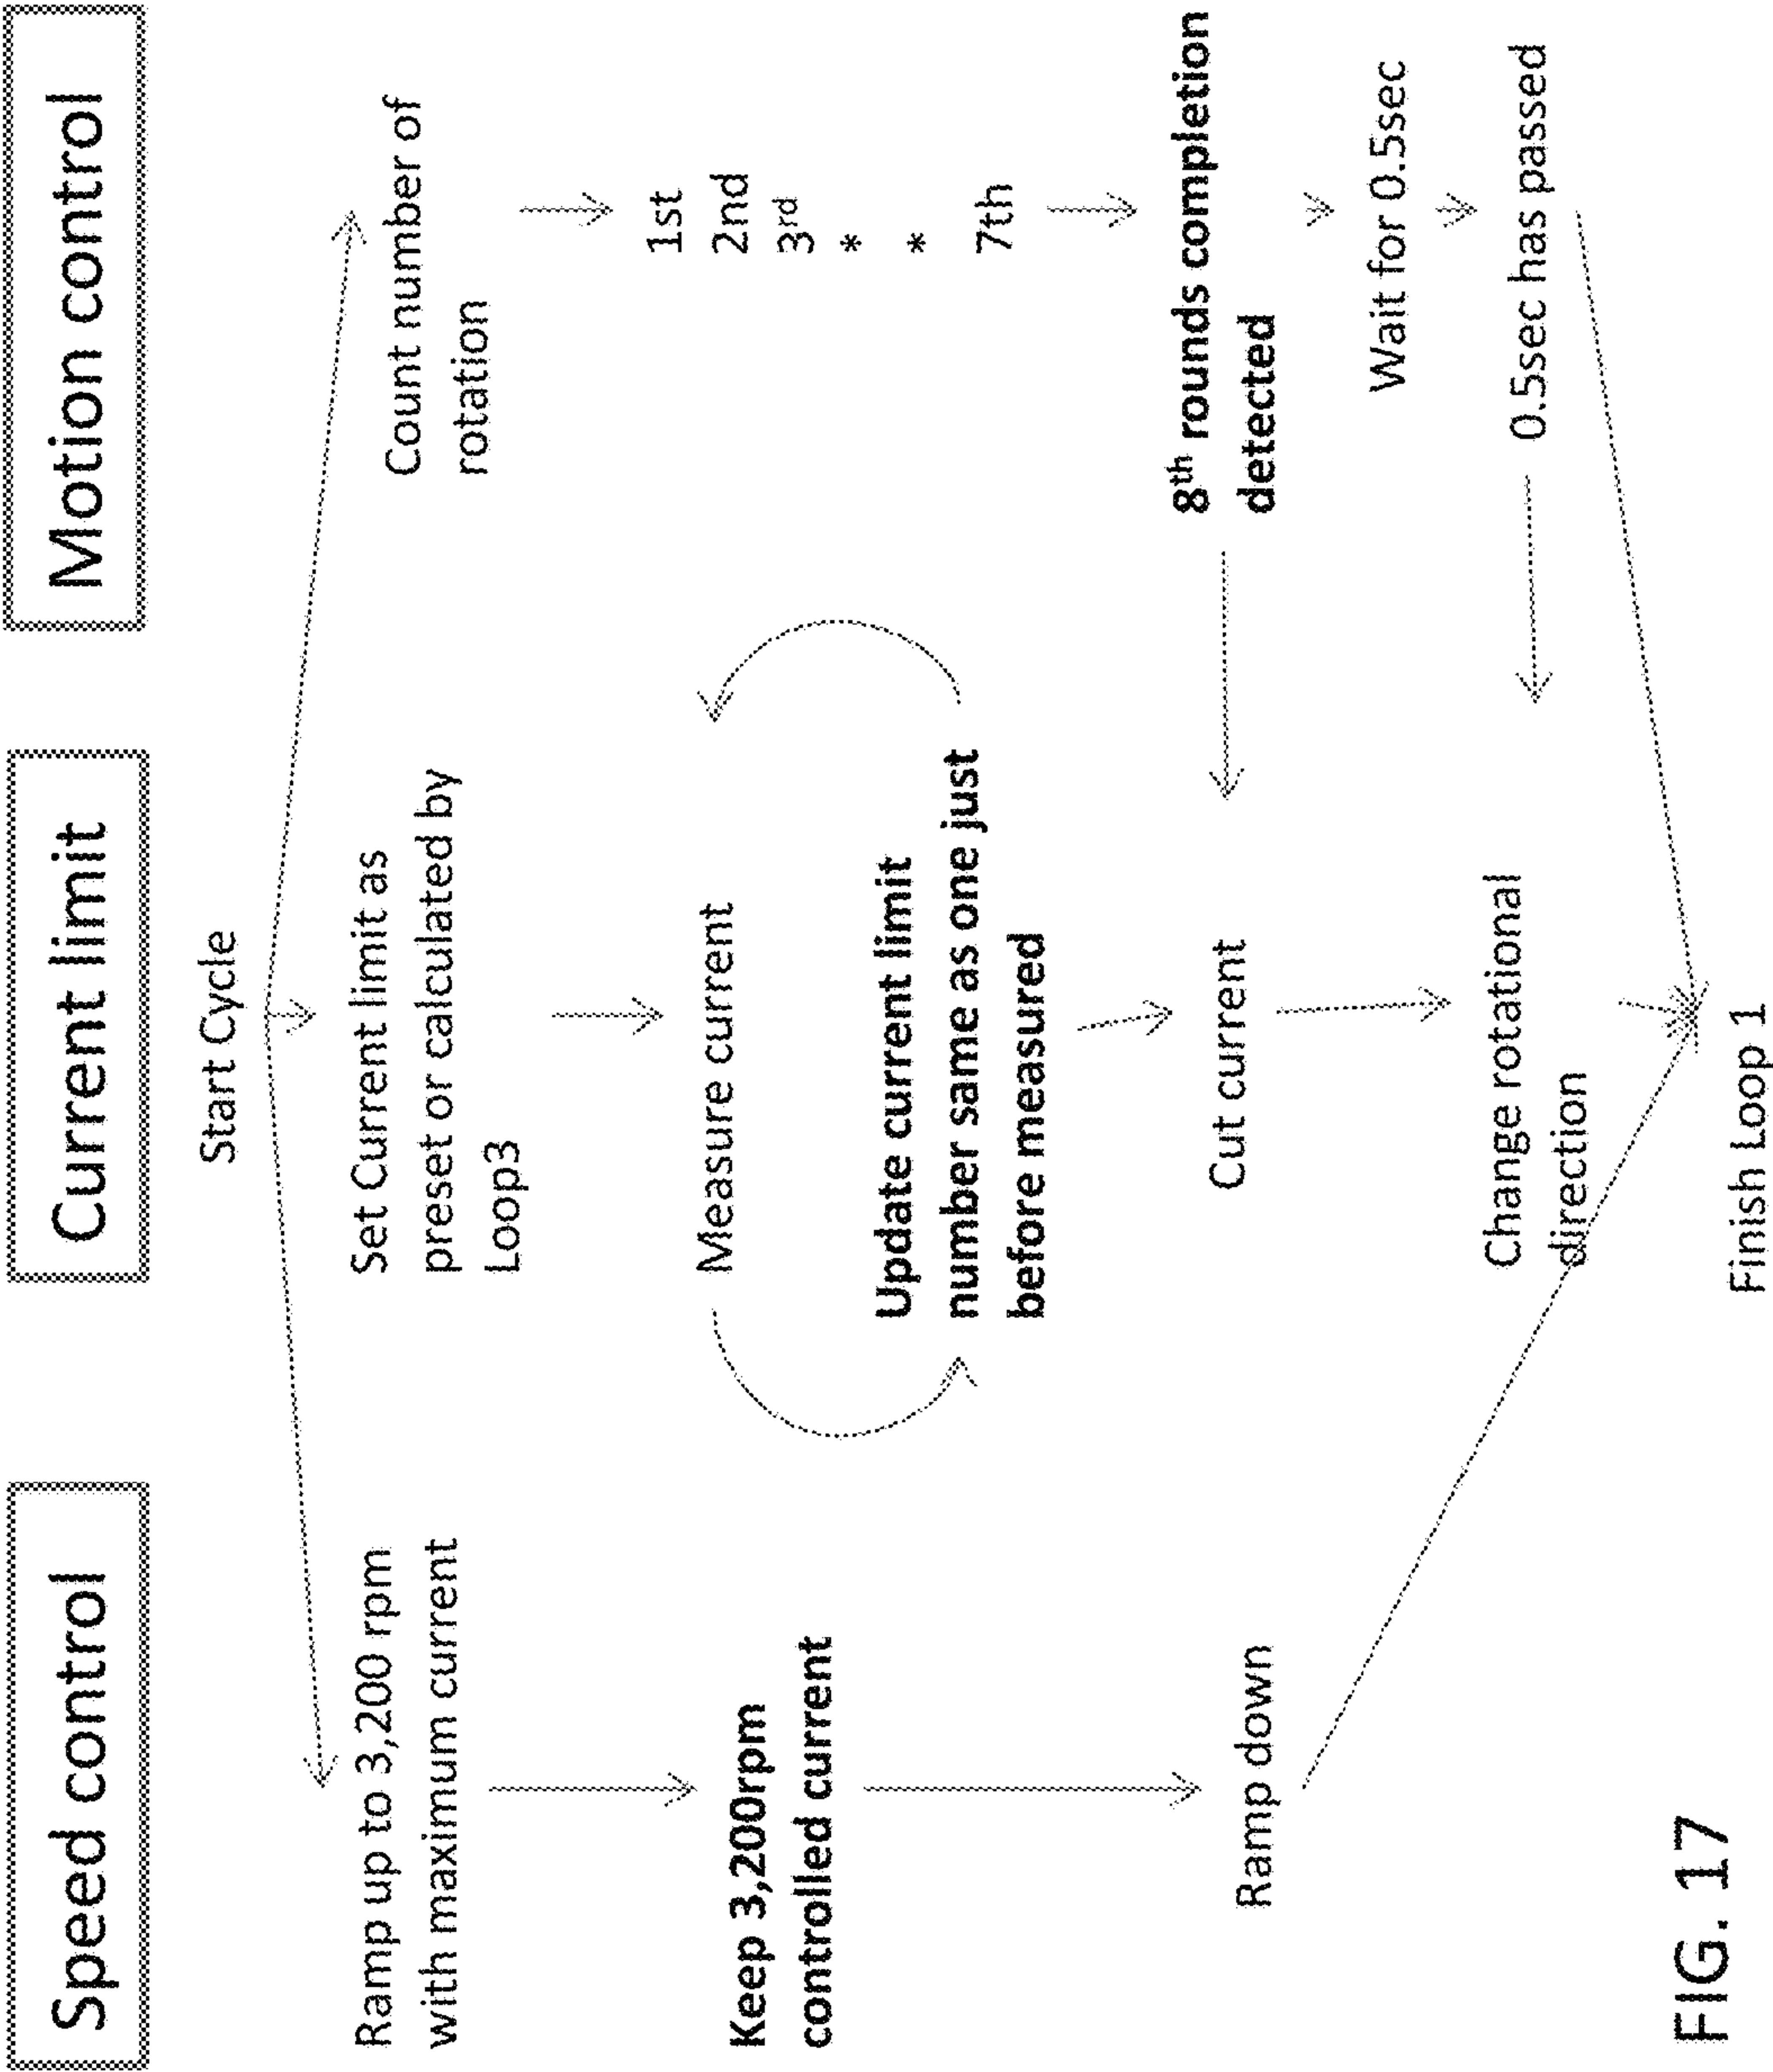 Speed control
Current limit
Motion control
Start Cycle
Ramp up to 3,200 rpm
with maximum current
Set Current limit as
preset or calculated by
Loop3
Count number of
rotation
Measure current
1st
2nd
3rd
*
*
7th
Keep 3,200rpm
controlled current
Update current limit
number same as one just
before measured
8th rounds completion
detected
Ramp down
Cut current
Wait for 0.5sec
Change rotational
direction
0.5sec has passed
Finish Loop 1
FIG. 17